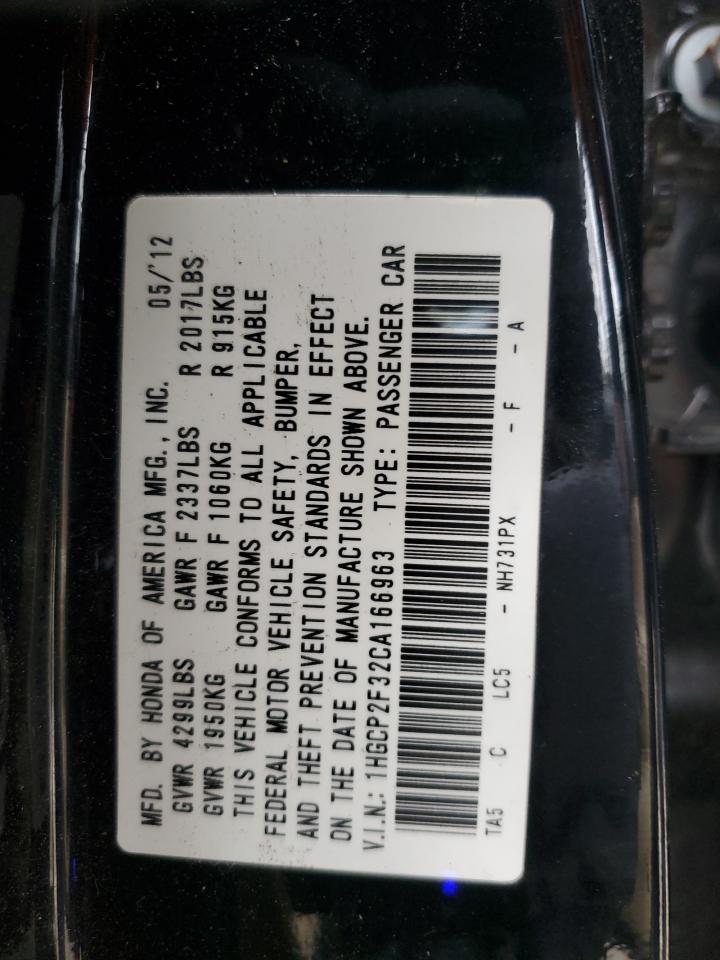 MFD. BY HONDA OF AMERICA MFG., INC. 05/'12
GVWR 4299LBS GAWR F 2337LBS R 2017LBS
GVWR 1950KG GAWR F 1060KG R 915KG
THIS VEHICLE CONFORMS TO ALL APPLICABLE
FEDERAL MOTOR VEHICLE SAFETY, BUMPER,
AND THEFT PREVENTION STANDARDS IN EFFECT
ON THE DATE OF MANUFACTURE SHOWN ABOVE.
V.I.N.: 1HGCP2F32CA166963 TYPE: PASSENGER CAR
TA5 C LC5 - NH731PX - F - A